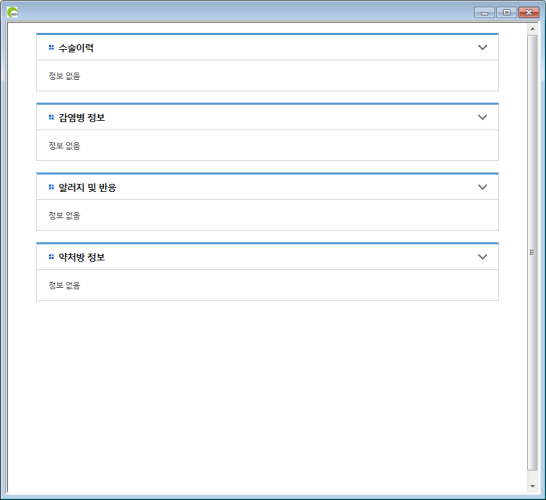 수술이력
정보 없음
감염병 정보
정보 없음
알러지 및 반응
정보 없음
약처방 정보
정보 없음